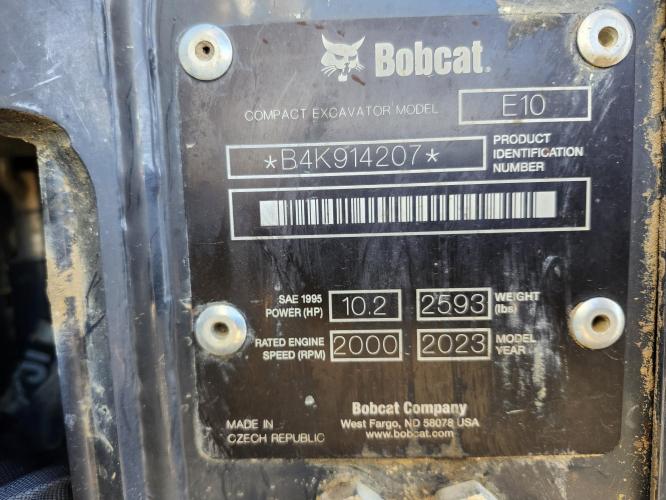 Bobcat.
COMPACT EXCAVATOR MODEL E10
*B4K914207* PRODUCT
IDENTIFICATION
NUMBER
SAE 1995
POWER (HP) 10.2 2593 WEIGHT
(lbs)
RATED ENGINE
SPEED (RPM) 2000 2023 MODEL
YEAR
Bobcat Company
West Fargo, ND 58078 USA
www.bobcat.com
MADE IN
CZECH REPUBLIC